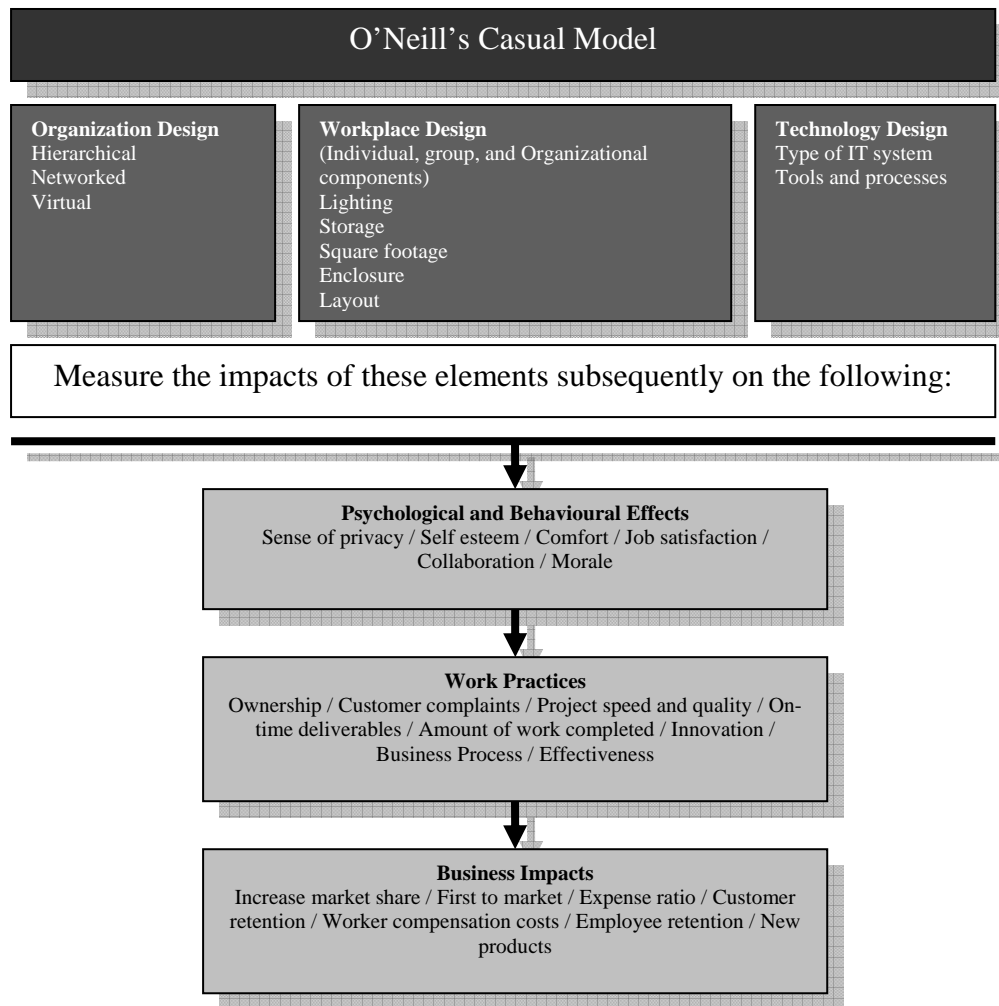 O’Neill’s Casual Model
Organization Design
Hierarchical
Networked
Virtual
Workplace Design
(Individual, group, and Organizational
components)
Lighting
Storage
Square footage
Enclosure
Layout
Technology Design
Type of IT system
Tools and processes
Measure the impacts of these elements subsequently on the following:
Psychological and Behavioural Effects
Sense of privacy / Self esteem / Comfort / Job satisfaction /
Collaboration / Morale
Work Practices
Ownership / Customer complaints / Project speed and quality / On-
time deliverables / Amount of work completed / Innovation /
Business Process / Effectiveness
Business Impacts
Increase market share / First to market / Expense ratio / Customer
retention / Worker compensation costs / Employee retention / New
products